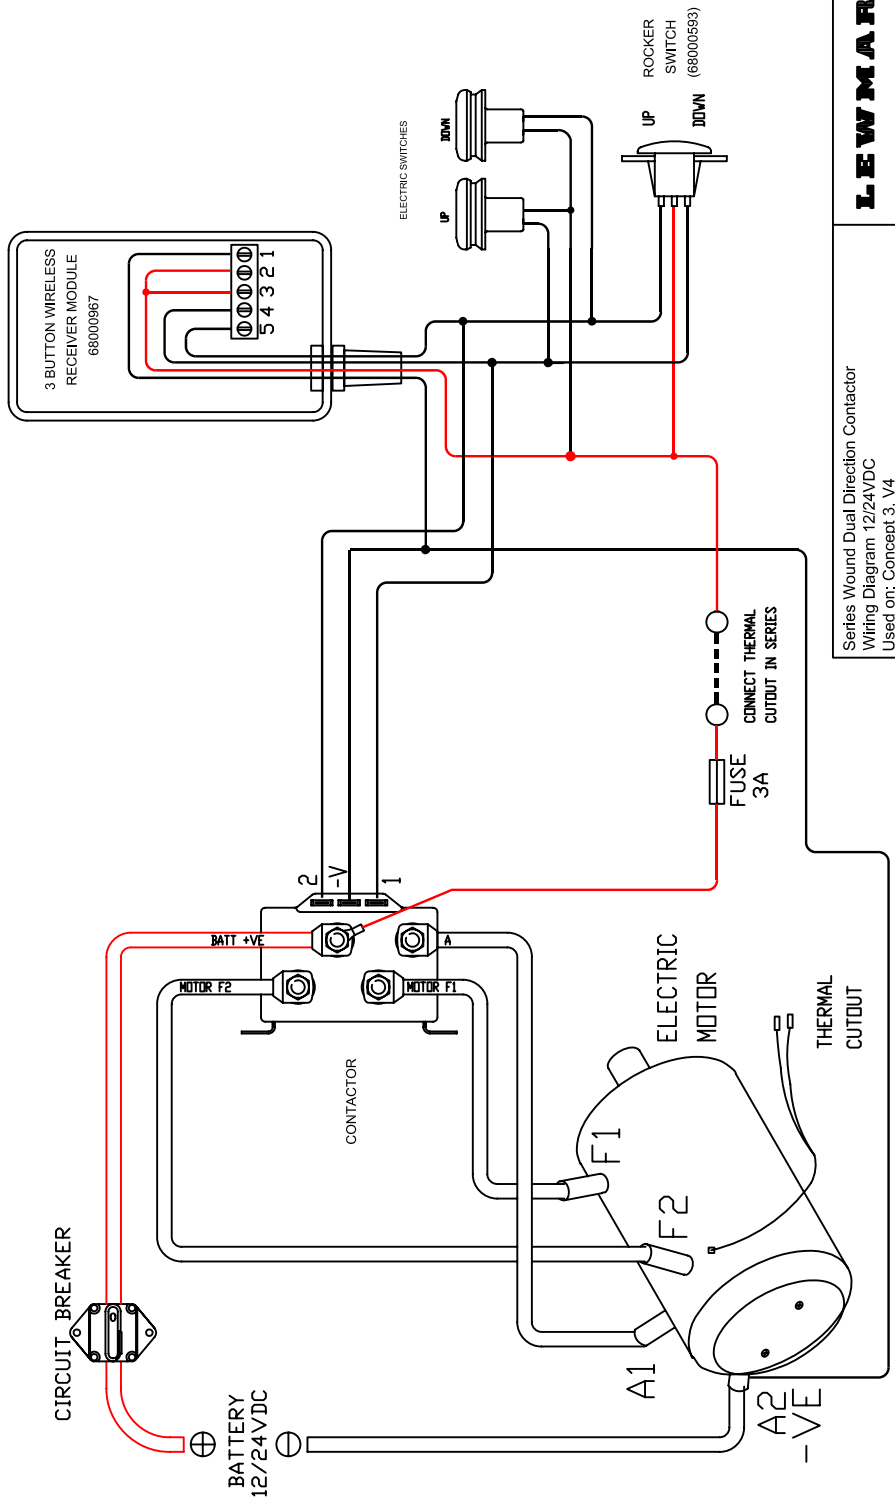 3 BUTTON WIRELESS
RECEIVER MODULE
68000967
5 4 3 2 1
ELECTRIC SWITCHES
UP
DOWN
ROCKER
SWITCH
(68000593)
UP
DOWN
CIRCUIT BREAKER
BATTERY
12/24VDC
BATT +VE
MOTOR F2
MOTOR F1
A
2
-V
1
CONTACTOR
FUSE
3A
CONNECT THERMAL
CUTOUT IN SERIES
ELECTRIC
MOTOR
THERMAL
CUTOUT
F1
F2
A1
A2
-VE
Series Wound Dual Direction Contactor
Wiring Diagram 12/24VDC
Used on: Concept 3, V4
LEWMAR